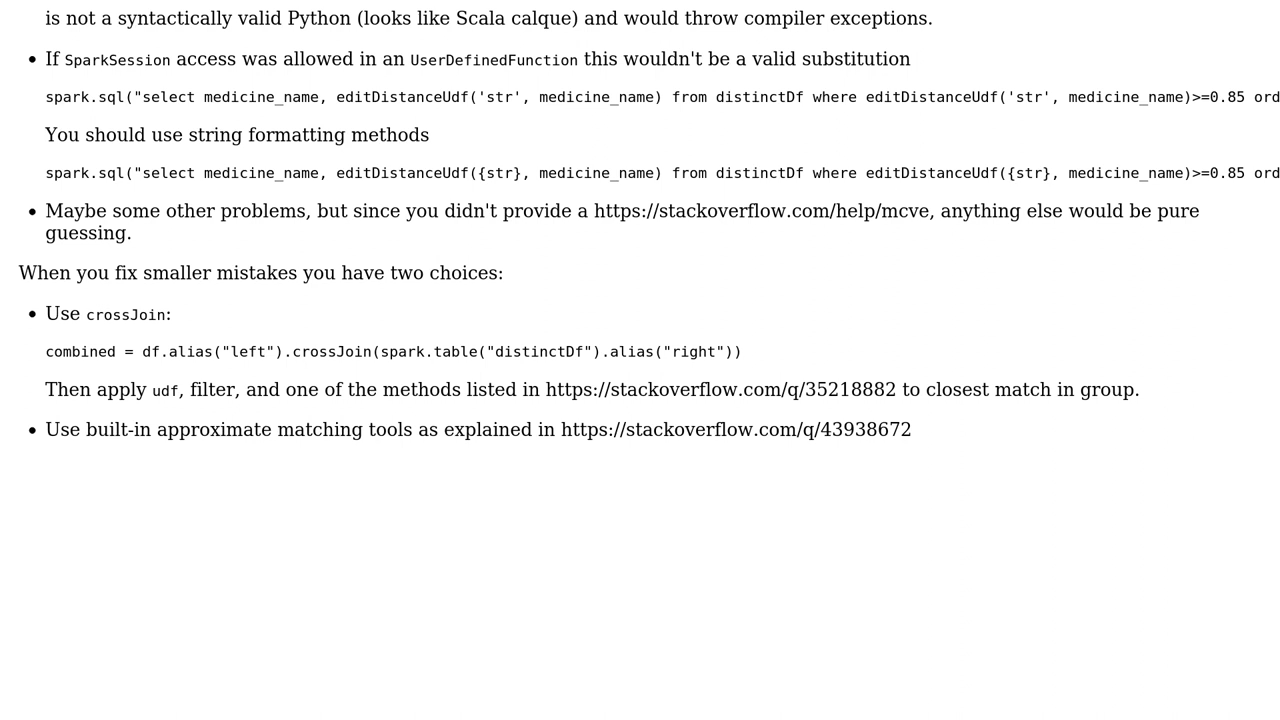 is not a syntactically valid Python (looks like Scala calque) and would throw compiler exceptions.
If SparkSession access was allowed in an UserDefinedFunction this wouldn't be a valid substitution
spark.sql("select medicine_name, editDistanceUdf('str', medicine_name) from distinctDf where editDistanceUdf('str', medicine_name)>=0.85 ord
You should use string formatting methods
spark.sql("select medicine_name, editDistanceUdf({str}, medicine_name) from distinctDf where editDistanceUdf({str}, medicine_name)>=0.85 ord
Maybe some other problems, but since you didn't provide a https://stackoverflow.com/help/mcve, anything else would be pure
guessing.
When you fix smaller mistakes you have two choices:
Use crossJoin:
combined = df.alias("left").crossJoin(spark.table("distinctDf").alias("right"))
Then apply udf, filter, and one of the methods listed in https://stackoverflow.com/q/35218882 to closest match in group.
Use built-in approximate matching tools as explained in https://stackoverflow.com/q/43938672